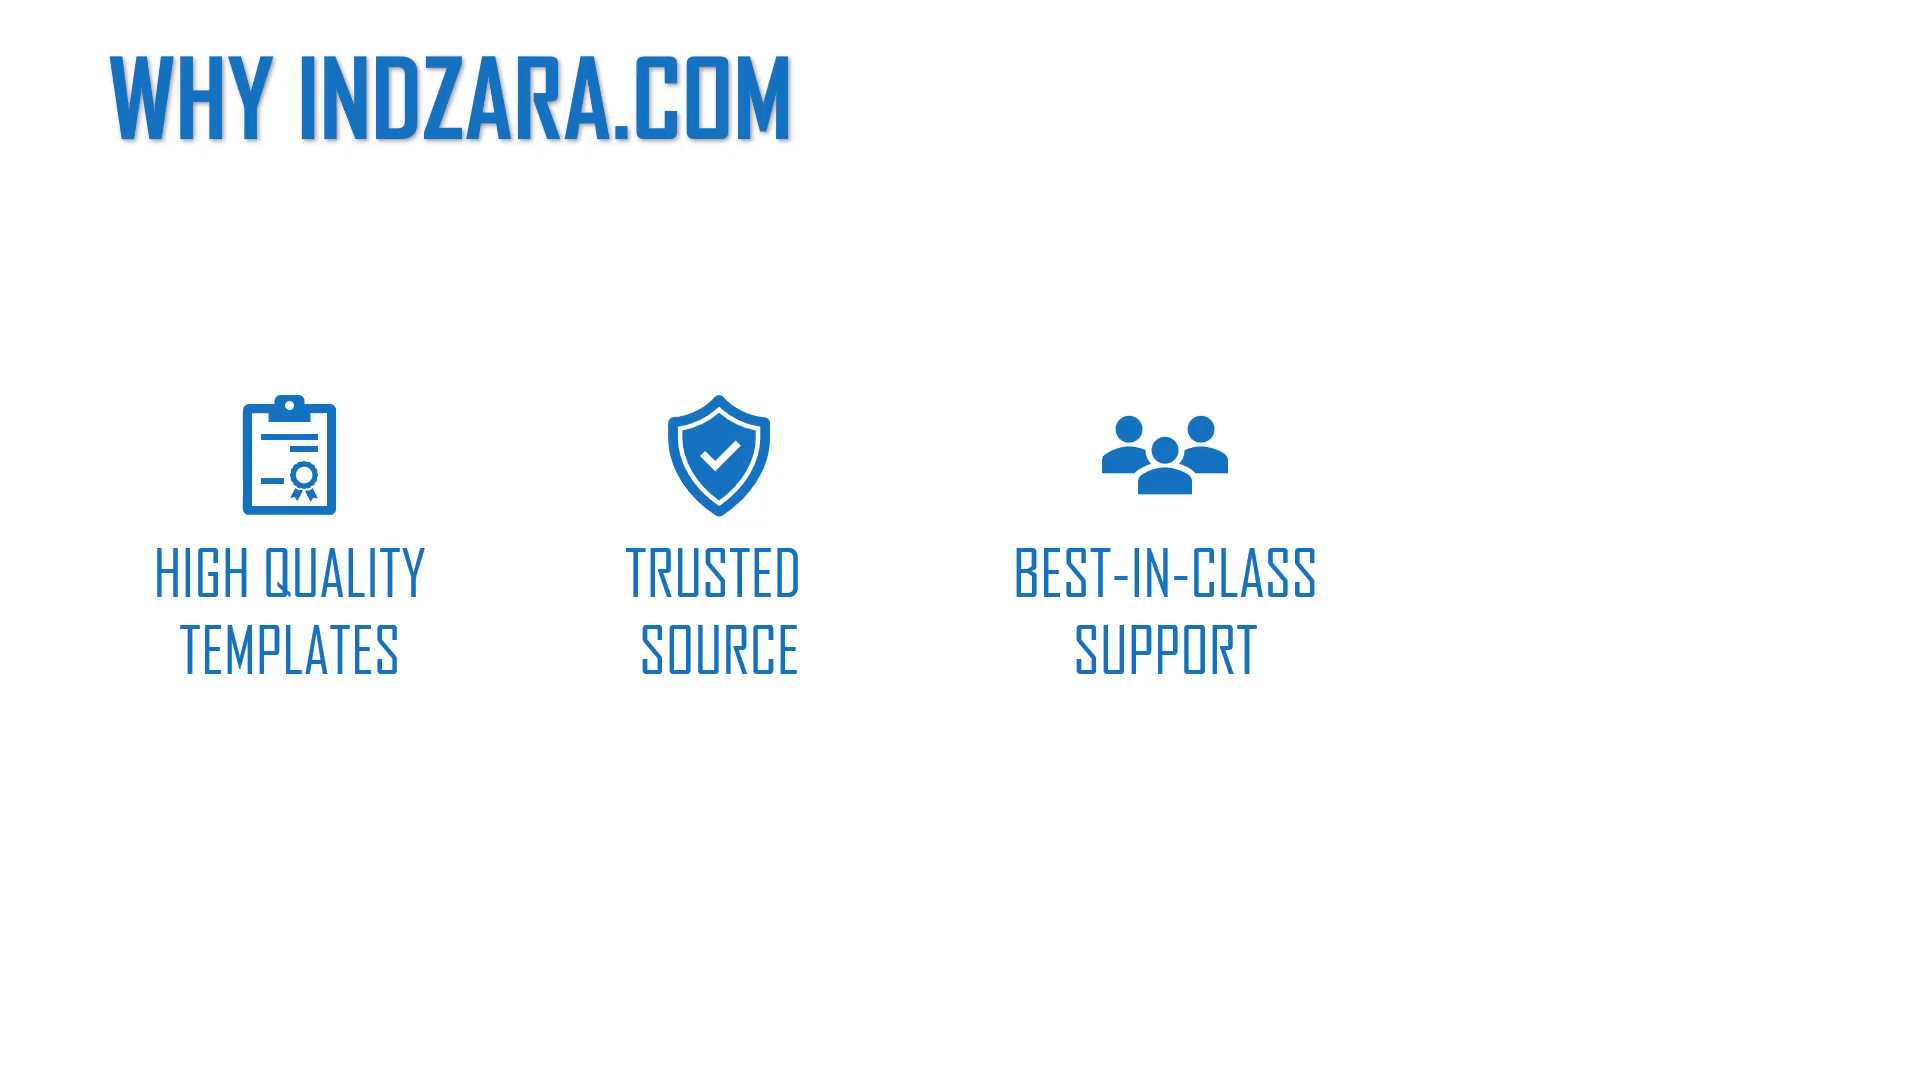 WHY INDZARA.COM
HIGH QUALITY
TEMPLATES
TRUSTED
SOURCE
BEST-IN-CLASS
SUPPORT